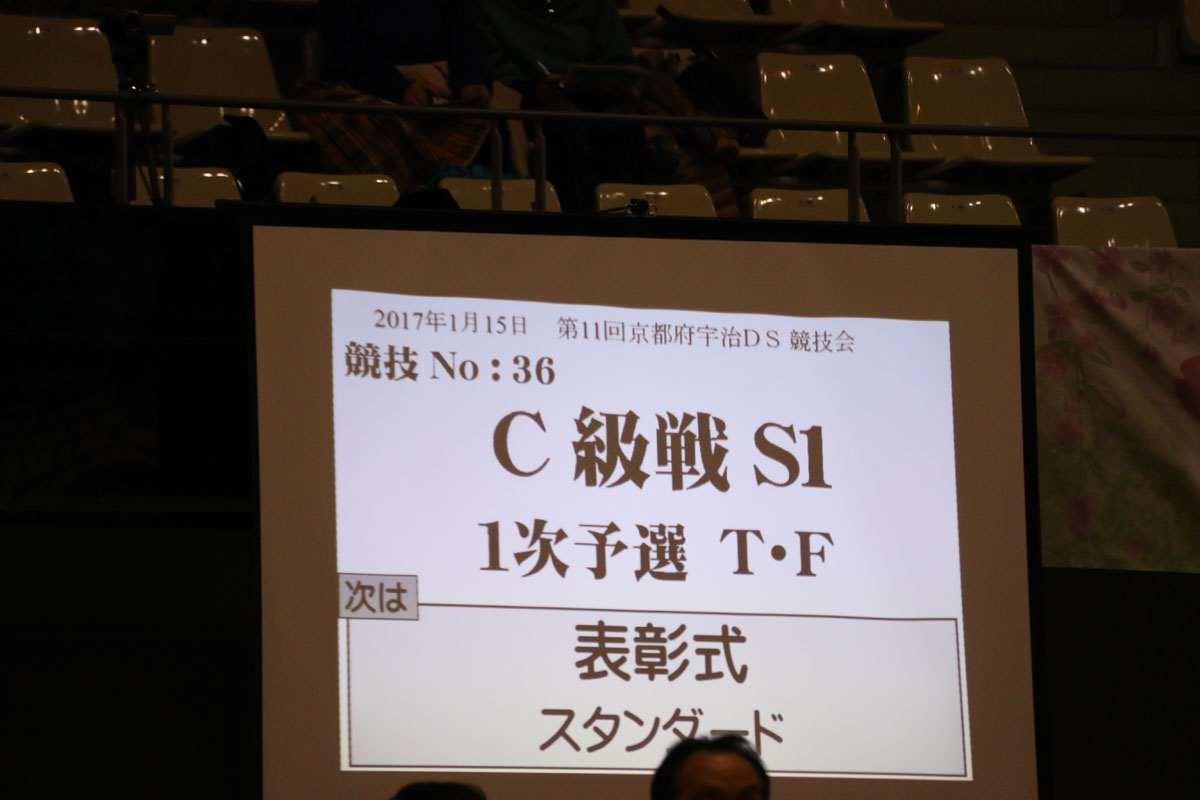 2017年1月15日 第11回京都府宇治DS 競技会
競技 No:36
C 級戦 S1
1次予選 T・F
次は
表彰式
スタンダード